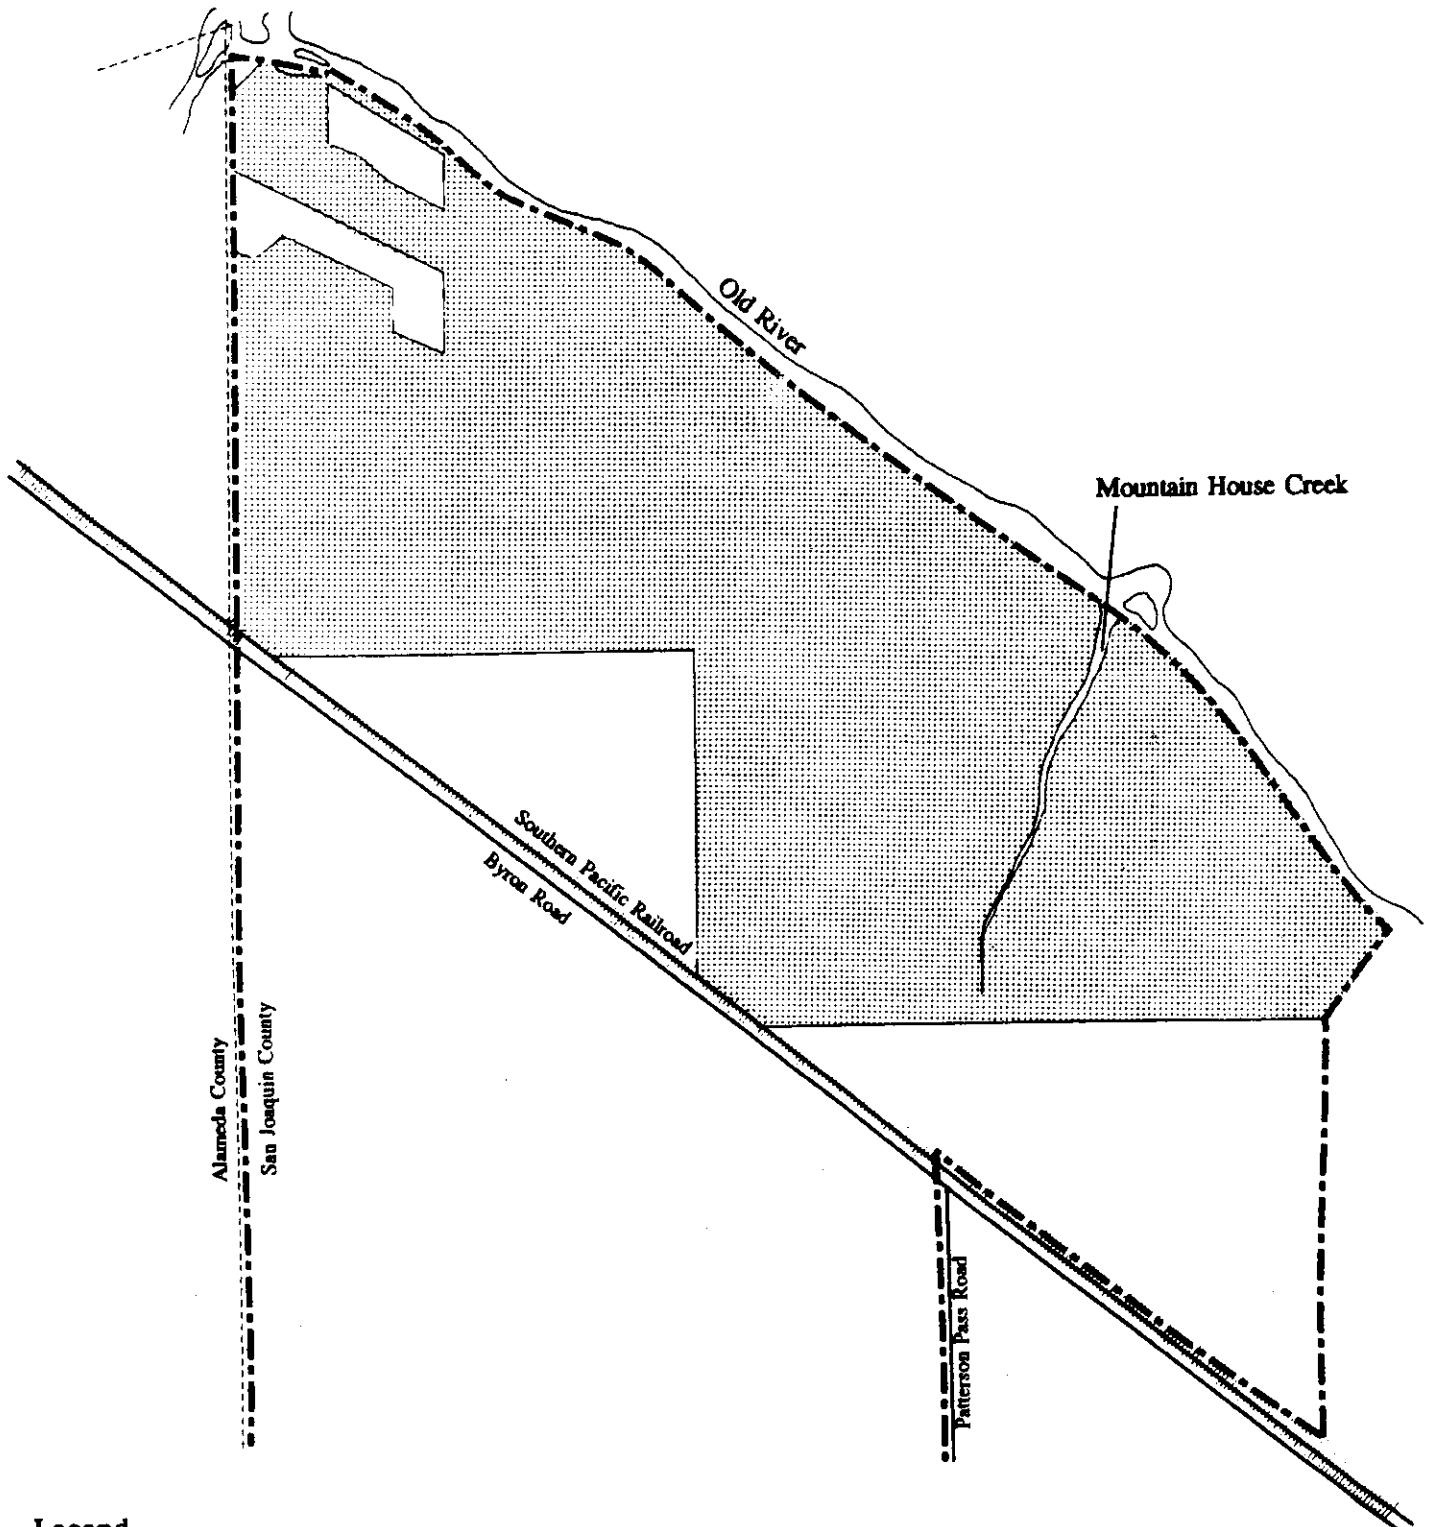 Old River
Mountain House Creek
Southern Pacific Railroad
Byron Road
Alameda County
San Joaquin County
Patterson Pass Road
Legend